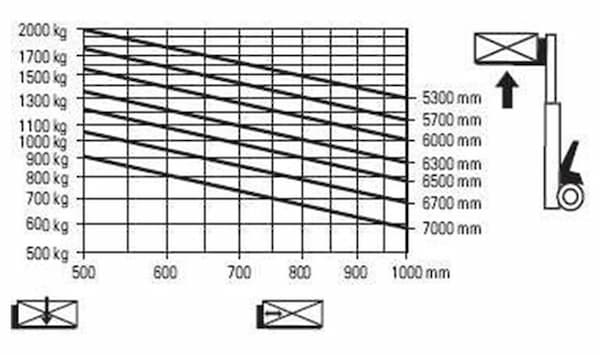 2000 kg
1700 kg
1500 kg
1300 kg
1100 kg
1000 kg
900 kg
800 kg
700 kg
600 kg
500 kg
5300 mm
5700 mm
6000 mm
6300 mm
6500 mm
6700 mm
7000 mm
500 600 700 800 900 1000 mm